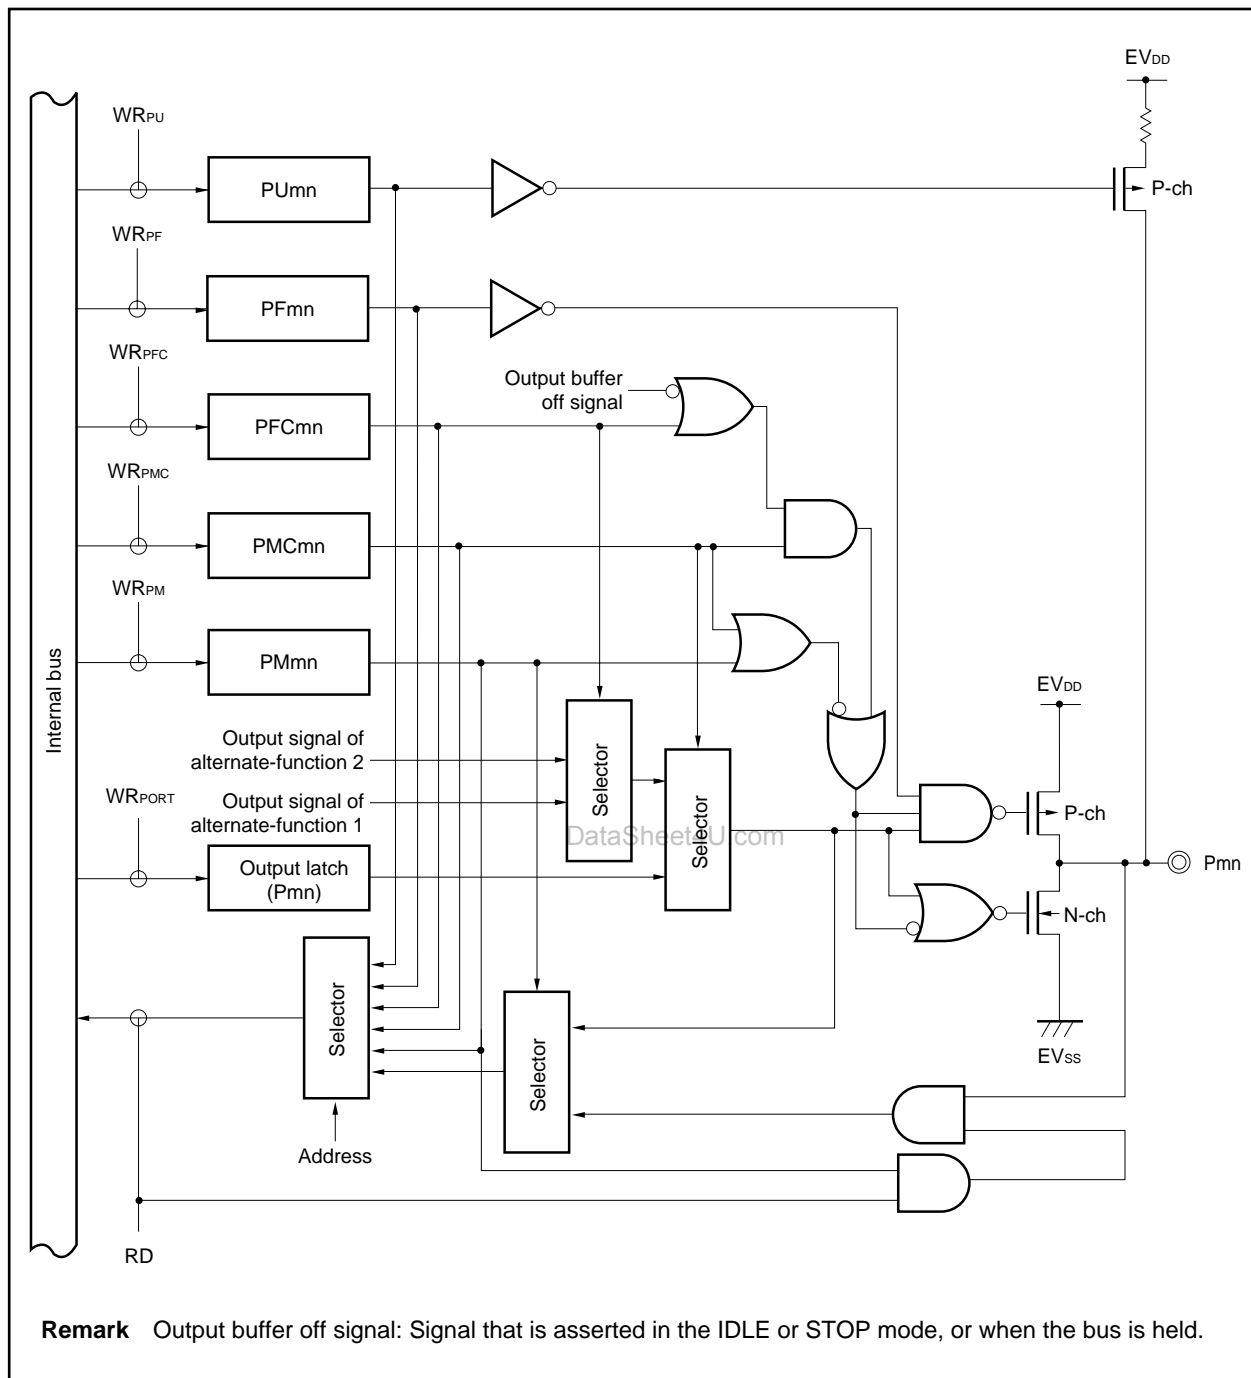 EVDD
WRPU
PUmn
P-ch
WRPF
PFmn
WRPFC
Output buffer
off signal
PFCmn
WRPMC
PMCmn
WRPM
PMmn
Internal bus
EVDD
Output signal of
alternate-function 2
Selector
Selector
WRPORT
Output signal of
alternate-function 1
P-ch
DataSheet4U.com
Output latch
(Pmn)
Pmn
N-ch
Selector
Selector
EVSS
Address
RD
Remark Output buffer off signal: Signal that is asserted in the IDLE or STOP mode, or when the bus is held.